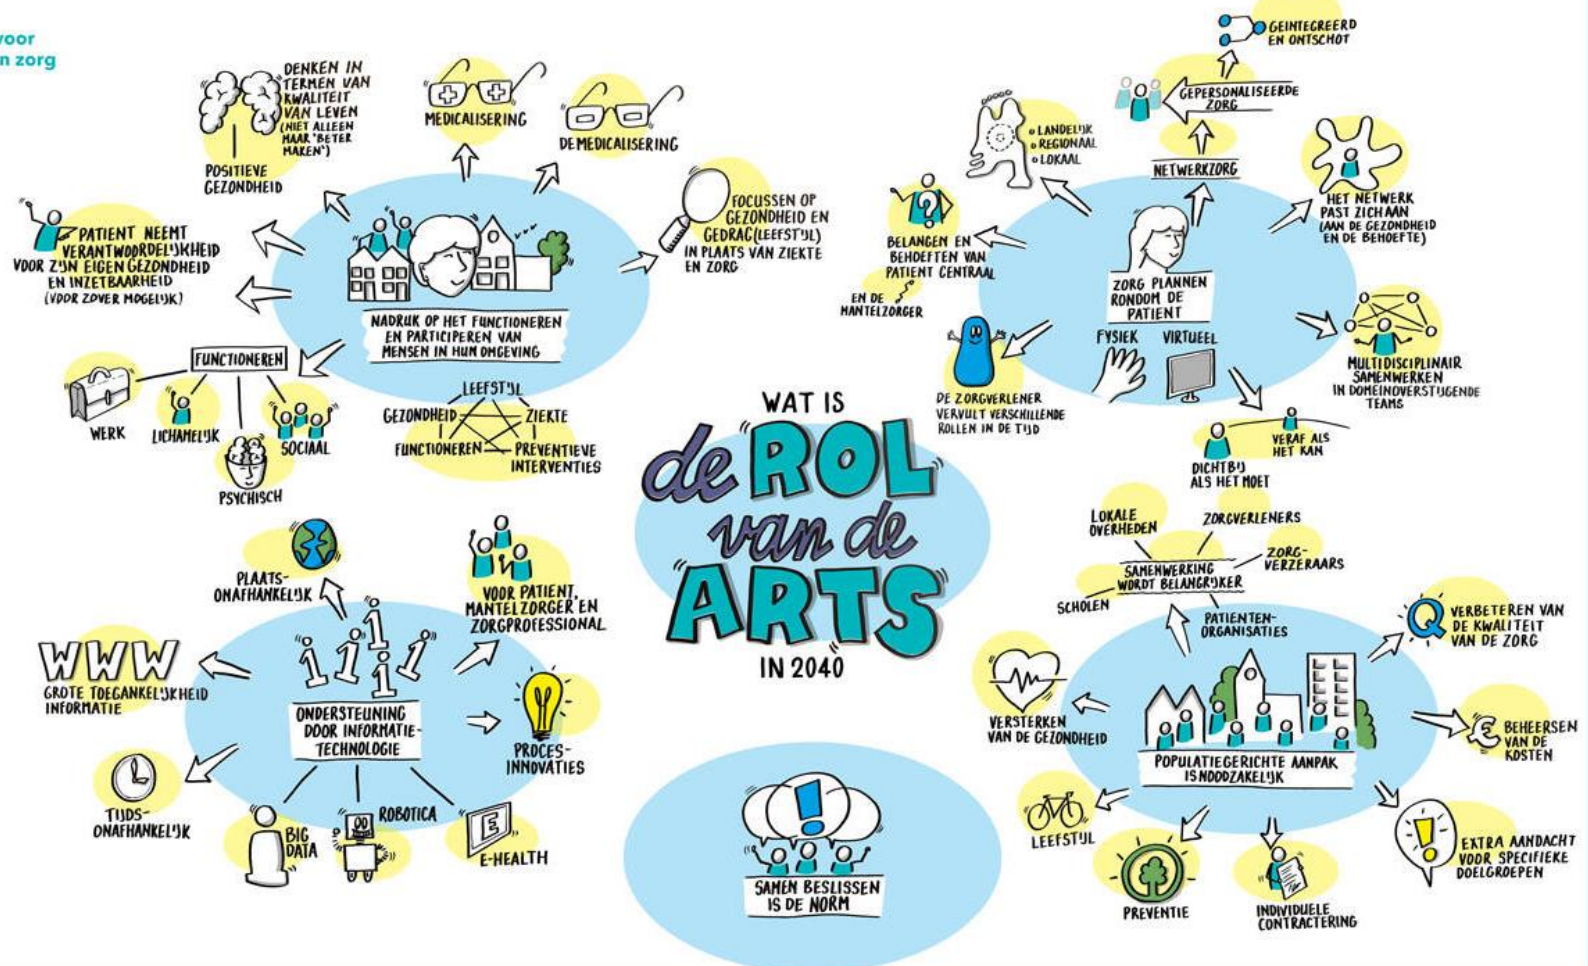 voor
n zorg
DENKEN IN
TERMEN VAN
KWALITEIT
VAN LEVEN
(NIET ALLEEN
MAAR 'BETER
MAKEN')
POSITIEVE
GEZONDHEID
MEDICALISERING
DEMEDICALISERING
FOCUSSEN OP
GEZONDHEID EN
GEDRAG (LEEFSTIJL)
IN PLAATS VAN ZIEKTE
EN ZORG
PATIENT NEEMT
VERANTWOORDELIJKHEID
VOOR ZIJN EIGEN GEZONDHEID
EN INZETBAARHEID
(VOOR ZOVER MOGELIJK)
NADRUK OP HET FUNCTIONEREN
EN PARTICIPEREN VAN
MENSEN IN HUN OMGEVING
FUNCTIONEREN
WERK
LICHAMELIJK
PSYCHISCH
SOCIAAL
LEEFSTIJL
GEZONDHEID
ZIEKTE
FUNCTIONEREN
PREVENTIEVE
INTERVENTIES
GEINTEGREERD
EN ONTSCHOT
GEPERSONALISEERDE
ZORG
NETWERKZORG
LANDELIJK
REGIONAAL
LOKAAL
HET NETWERK
PAST ZICH AAN
(AAN DE GEZONDHEID
EN DE BEHOEFTE)
?
BELANGEN EN
BEHOEFTEN VAN
PATIENT CENTRAAL
EN DE
MANTELZORGER
ZORG PLANNEN
RONDOM DE
PATIENT
FYSIEK
VIRTUEEL
DE ZORGVERLENER
VERVULT VERSCHILLENDE
ROLLEN IN DE TIJD
MULTIDISCIPLINAIR
SAMENWERKEN
IN DOMEINOVERSTIJGENDE
TEAMS
VERAF ALS
HET KAN
DICHTBIJ
ALS HET MOET
WAT IS
de ROL
van de
ARTS
IN 2040
PLAATS-
ONAFHANKELIJK
VOOR PATIENT,
MANTELZORGER EN
ZORGPROFESSIONAL
WWW
GROTE TOEGANKELIJKHEID
INFORMATIE
i i i i i
ONDERSTEUNING
DOOR INFORMATIE-
TECHNOLOGIE
PROCES-
INNOVATIES
TIJDS-
ONAFHANKELIJK
BIG
DATA
ROBOTICA
E
E-HEALTH
!
SAMEN BESLISSEN
IS DE NORM
LOKALE
OVERHEDEN
ZORGVERLENERS
ZORG-
VERZERAARS
SAMENWERKING
WORDT BELANGRIJKER
SCHOLEN
PATIENTEN-
ORGANISATIES
Q
VERBETEREN VAN
DE KWALITEIT
VAN DE ZORG
VERSTERKEN
VAN DE GEZONDHEID
POPULATIEGERICHTE AANPAK
IS NOODZAKELIJK
€
BEHEERSEN
VAN DE
KOSTEN
LEEFSTIJL
PREVENTIE
INDIVIDUELE
CONTRACTERING
!
EXTRA AANDACHT
VOOR SPECIFIEKE
DOELGROEPEN